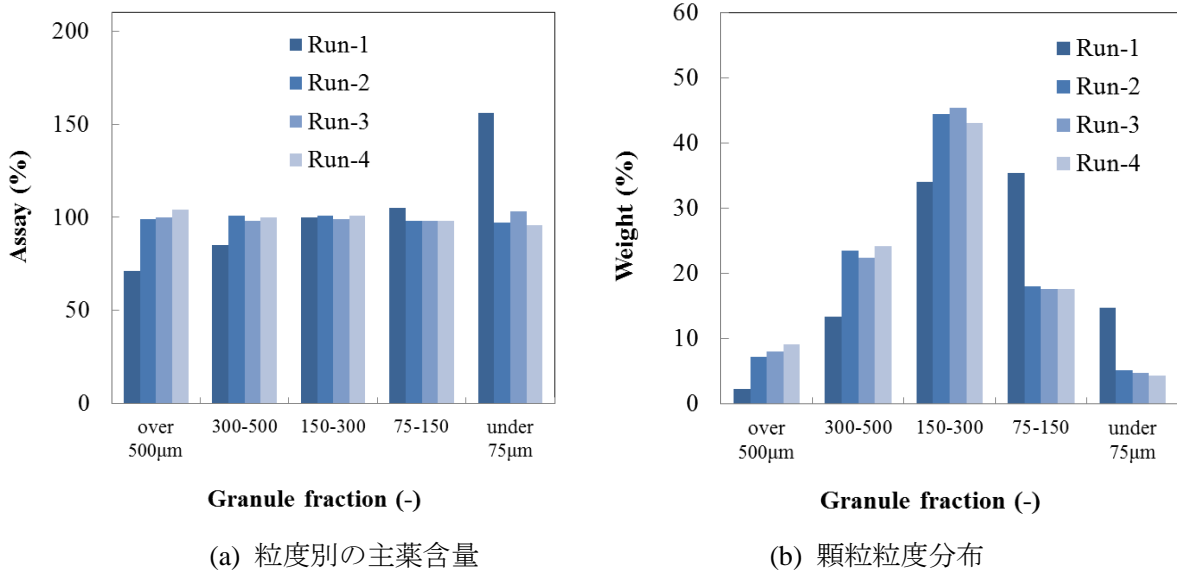 200
150
100
50
0
Assay (%)
Run-1
Run-2
Run-3
Run-4
over
500μm
300-500
150-300
75-150
under
75μm
Granule fraction (-)
(a) 粒度別の主薬含量
60
50
40
30
20
10
0
Weight (%)
Run-1
Run-2
Run-3
Run-4
over
500μm
300-500
150-300
75-150
under
75μm
Granule fraction (-)
(b) 顆粒粒度分布